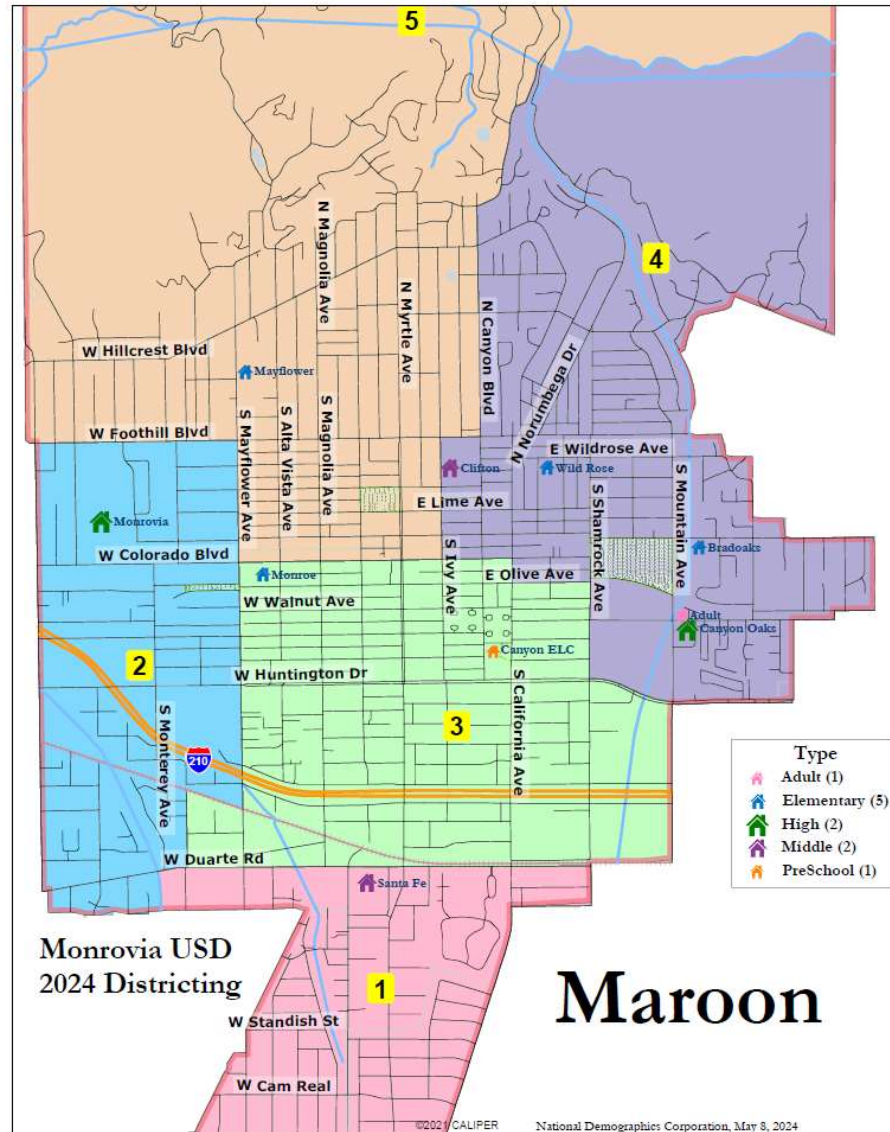 5
N Magnolia Ave
N Myrtle Ave
N Canyon Blvd
4
W Hillcrest Blvd
Mayflower
N Norumbega Dr
W Foothill Blvd
S Mayflower Ave
S Alta Vista Ave
S Magnolia Ave
E Wildrose Ave
Clifton
Wild Rose
S Mountain Ave
E Lime Ave
S Shamrock Ave
Monrovia
Bradoaks
W Colorado Blvd
S Ivy Ave
Monroe
E Olive Ave
W Walnut Ave
Adult
Canyon Oaks
Canyon ELC
2
W Huntington Dr
S California Ave
S Monterey Ave
3
210
Type
Adult (1)
Elementary (5)
High (2)
Middle (2)
PreSchool (1)
W Duarte Rd
Santa Fe
Monrovia USD
2024 Districting
1
Maroon
W Standish St
W Cam Real
©2021 CALIPER
National Demographics Corporation, May 8, 2024